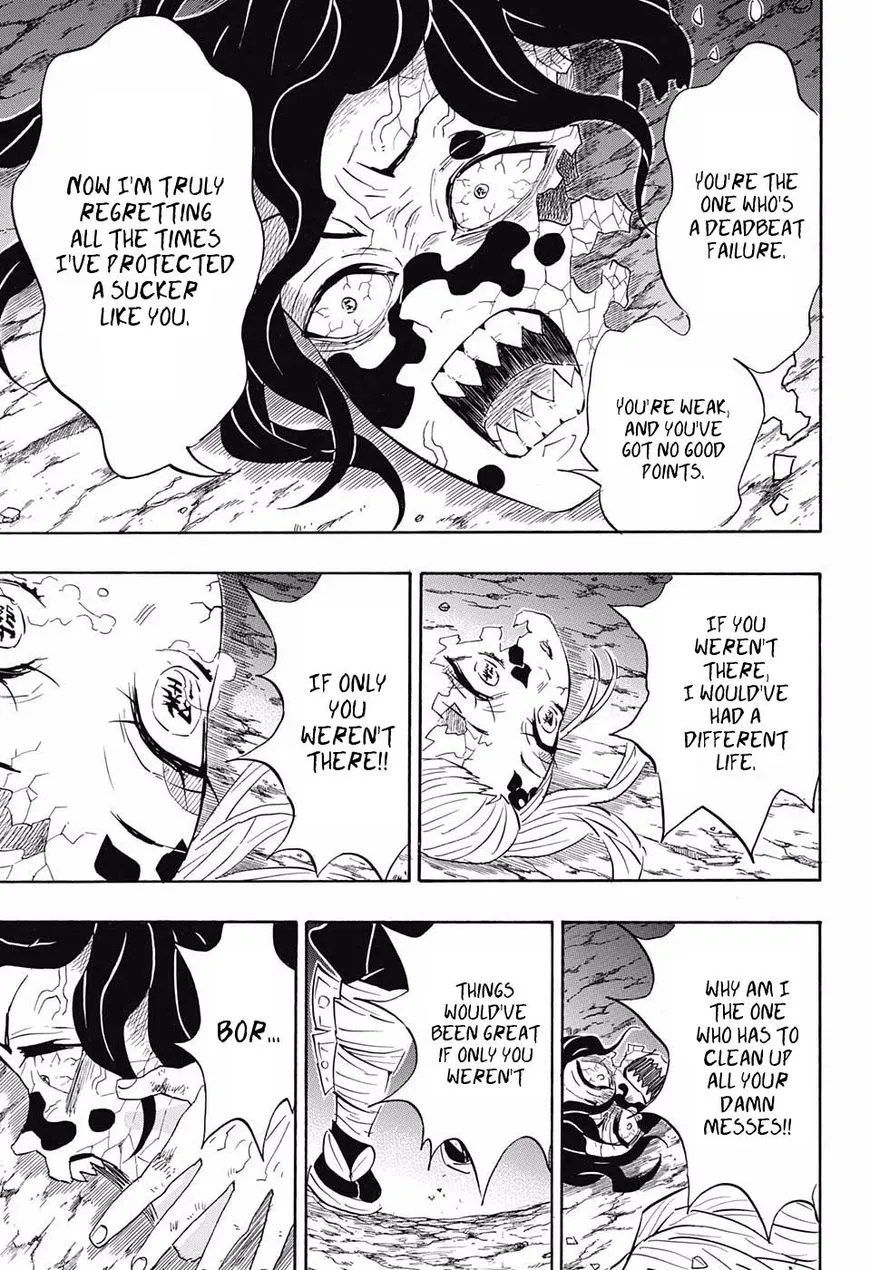 YOU'RE THE
ONE WHO'S
A DEADBEAT
FAILURE.
YOU'RE WEAK,
AND YOU'VE
GOT NO GOOD
POINTS.
NOW I'M TRULY
REGRETTING
ALL THE TIMES
I'VE PROTECTED
A SUCKER
LIKE YOU.
IF YOU
WEREN'T
THERE,
I WOULD'VE
HAD A
DIFFERENT
LIFE.
IF ONLY
YOU
WEREN'T
THERE!!
WHY AM I
THE ONE
WHO HAS TO
CLEAN UP
ALL YOUR
DAMN
MESSES!!
THINGS
WOULD'VE
BEEN GREAT
IF ONLY YOU
WEREN'T
BOR...